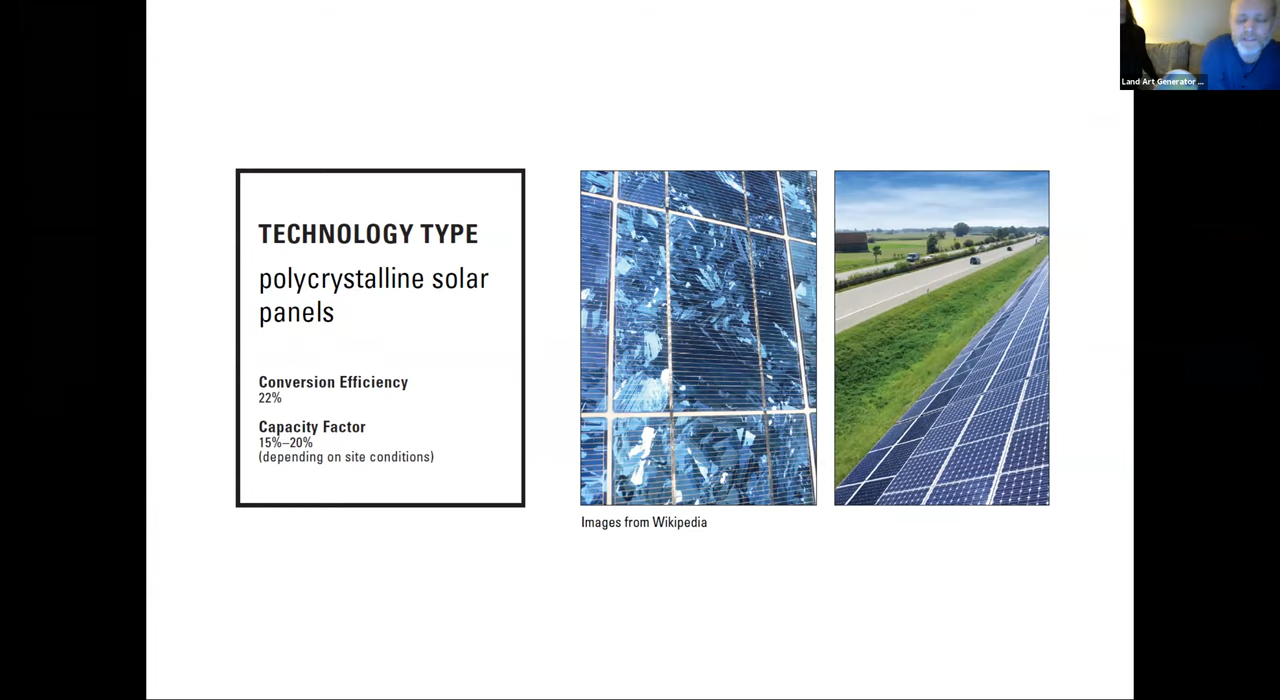 Land Art Generator ...
TECHNOLOGY TYPE
polycrystalline solar
panels
Conversion Efficiency
22%
Capacity Factor
15%–20%
(depending on site conditions)
Images from Wikipedia